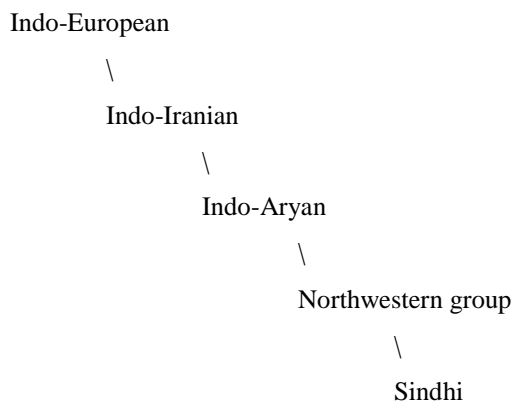 Indo-European
\
Indo-Iranian
\
Indo-Aryan
\
Northwestern group
\
Sindhi